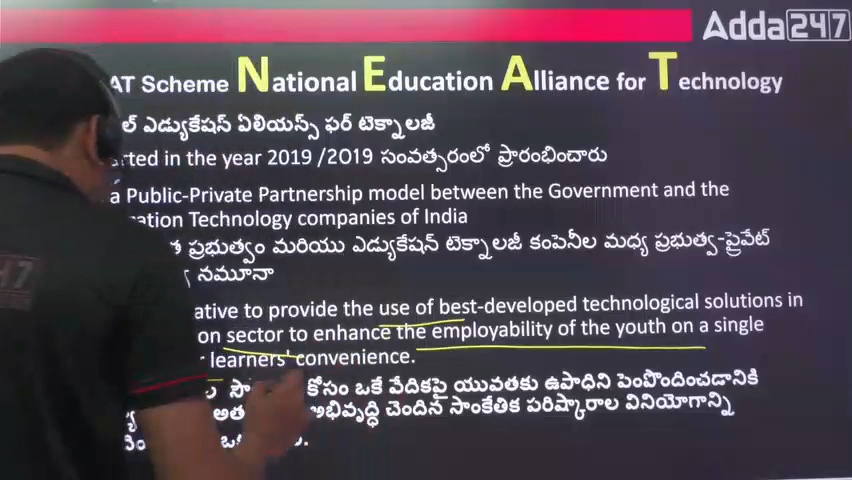 Adda247
AT Scheme National Education Alliance for Technology
ల్ ఎడ్యుకేషన్ ఏలియన్స్ ఫర్ టెక్నాలజీ
arted in the year 2019 /2019 సంవత్సరంలో ప్రారంభించారు
a Public-Private Partnership model between the Government and the
ation Technology companies of India
ప్రభుత్వం మరియు ఎడ్యుకేషన్ టెక్నాలజీ కంపెనీల మధ్య ప్రభుత్వ-ప్రైవేట్
నమూనా
ative to provide the use of best-developed technological solutions in
on sector to enhance the employability of the youth on a single
r learners' convenience.
కోసం ఒకే వేదికపై యువతకు ఉపాధిని పెంపొందించడానికి
అభివృద్ధి చెందిన సాంకేతిక పరిష్కారాల వినియోగాన్ని